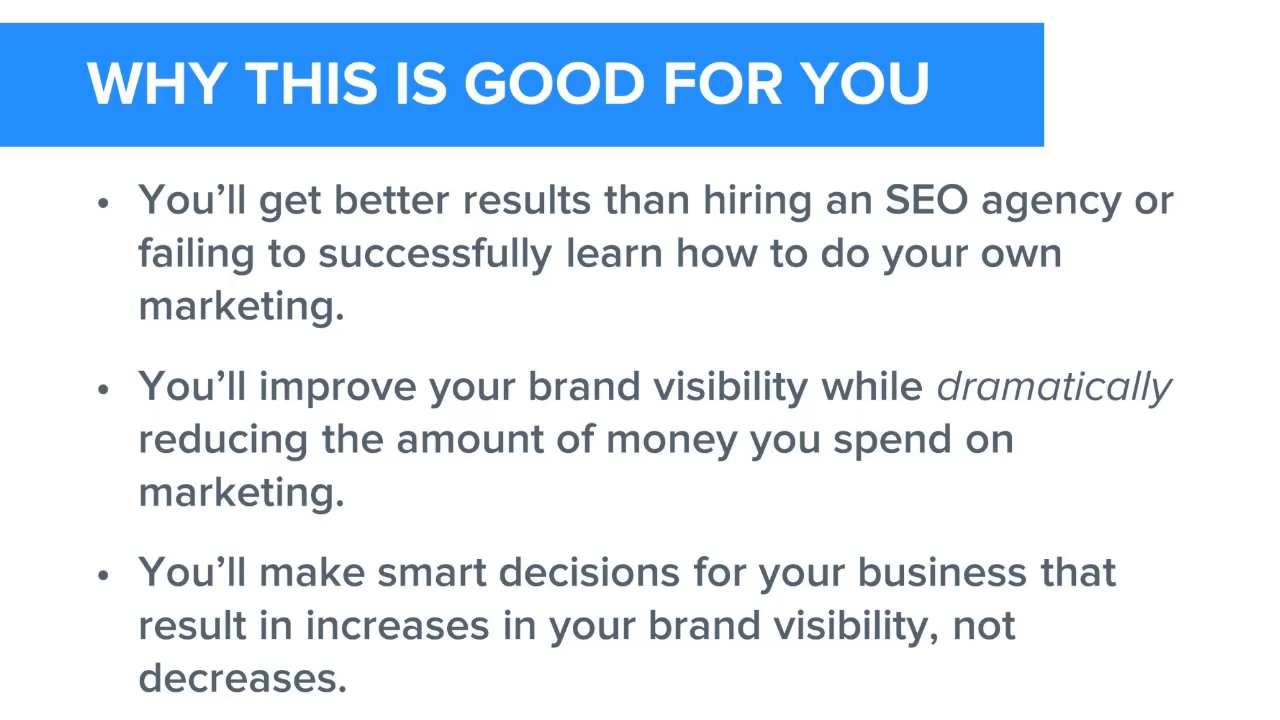 WHY THIS IS GOOD FOR YOU
• You’ll get better results than hiring an SEO agency or
failing to successfully learn how to do your own
marketing.
• You’ll improve your brand visibility while dramatically
reducing the amount of money you spend on
marketing.
• You’ll make smart decisions for your business that
result in increases in your brand visibility, not
decreases.